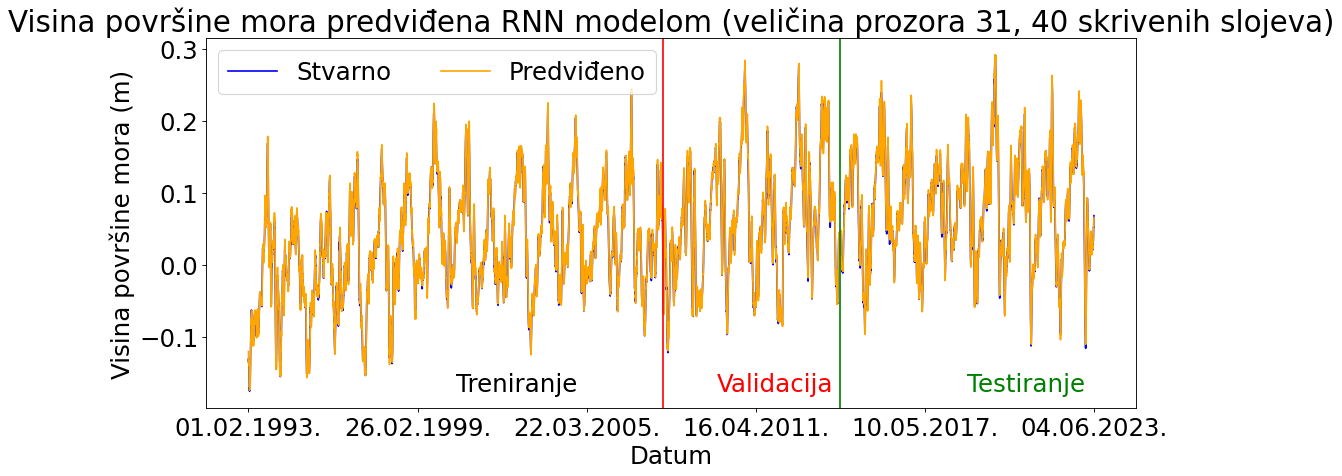 Visina površine mora predviđena RNN modelom (veličina prozora 31, 40 skrivenih slojeva)
Stvarno
Predviđeno
Visina površine mora (m)
0.3
0.2
0.1
0.0
−0.1
Treniranje
Validacija
Testiranje
01.02.1993.
26.02.1999.
22.03.2005.
16.04.2011.
10.05.2017.
04.06.2023.
Datum